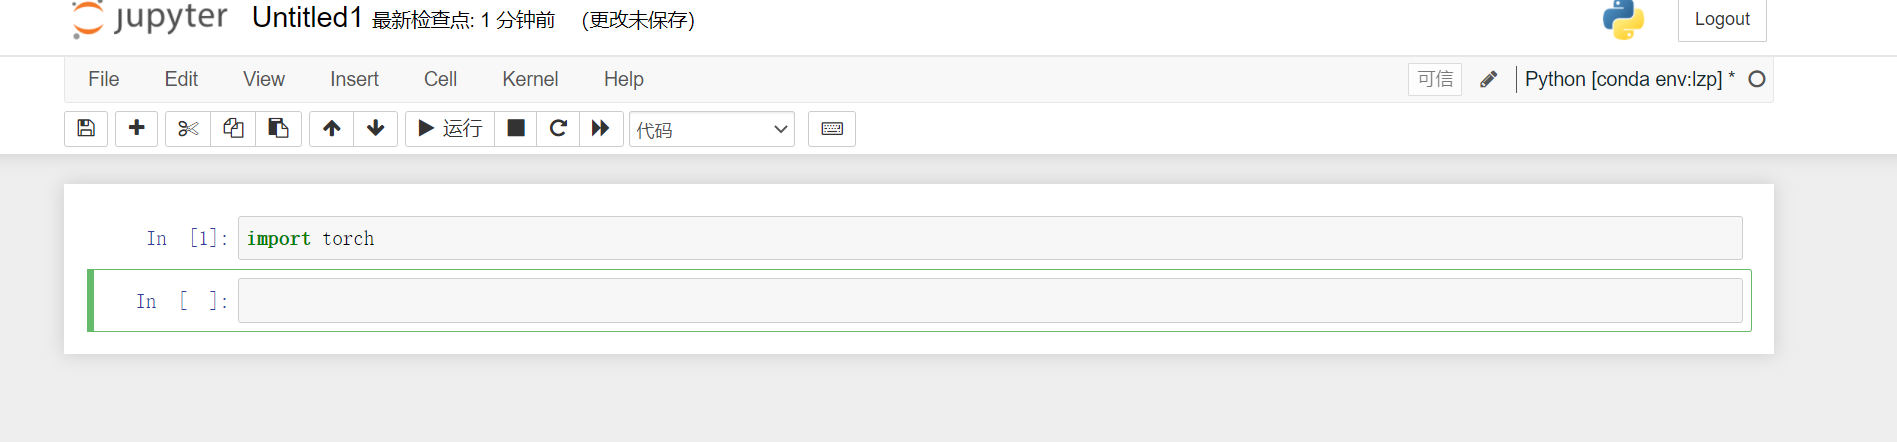 jupyter Untitled1 最新检查点: 1 分钟前 (更改未保存) Logout
File Edit View Insert Cell Kernel Help 可信 Python [conda env:lzp] *
运行 代码
In [1]: import torch
In [ ]: